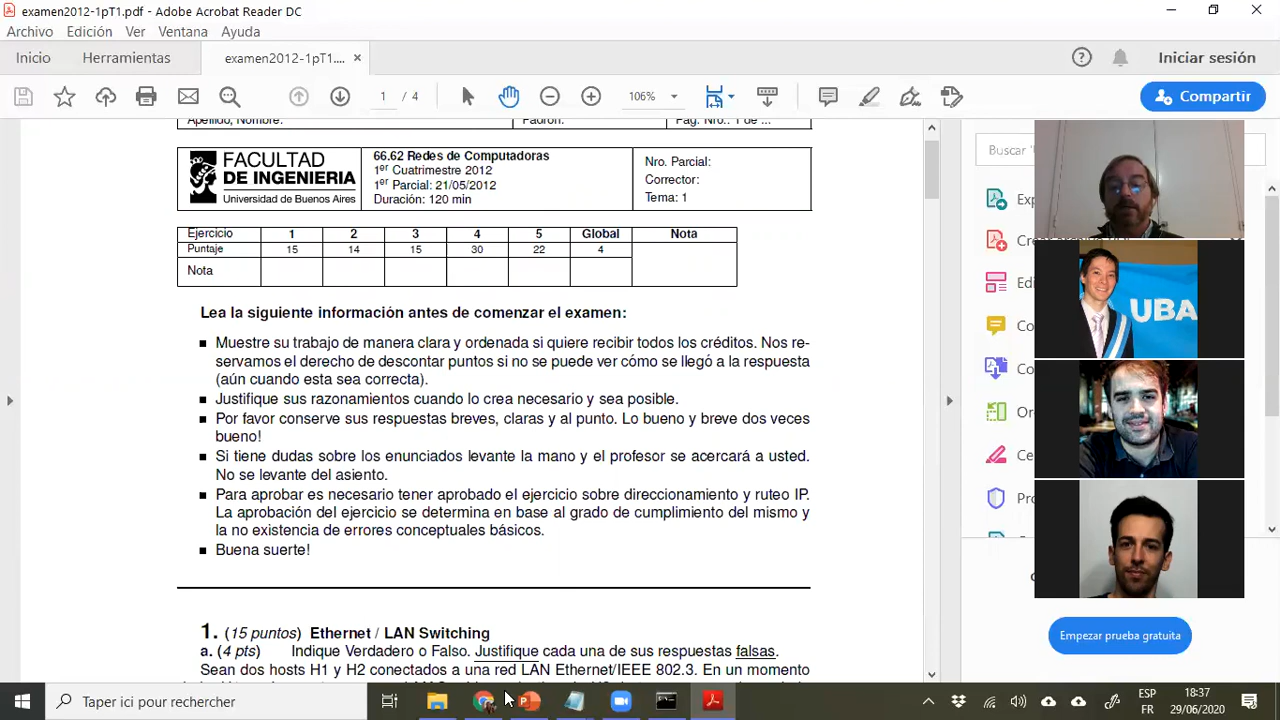 examen2012-1pT1.pdf - Adobe Acrobat Reader DC
Archivo Edición Ver Ventana Ayuda
Inicio Herramientas examen2012-1pT1.... × Iniciar sesión
1 / 4 106% Compartir
Apellido, Nombre: Padrón: Pág. Nro.: 1 de ...
FACULTAD
DE INGENIERIA
Universidad de Buenos Aires
66.62 Redes de Computadoras
1er Cuatrimestre 2012
1er Parcial: 21/05/2012
Duración: 120 min
Nro. Parcial:
Corrector:
Tema: 1
Ejercicio 1 2 3 4 5 Global Nota
Puntaje 15 14 15 30 22 4
Nota
Lea la siguiente información antes de comenzar el examen:
Muestre su trabajo de manera clara y ordenada si quiere recibir todos los créditos. Nos re-
servamos el derecho de descontar puntos si no se puede ver cómo se llegó a la respuesta
(aún cuando esta sea correcta).
Justifique sus razonamientos cuando lo crea necesario y sea posible.
Por favor conserve sus respuestas breves, claras y al punto. Lo bueno y breve dos veces
bueno!
Si tiene dudas sobre los enunciados levante la mano y el profesor se acercará a usted.
No se levante del asiento.
Para aprobar es necesario tener aprobado el ejercicio sobre direccionamiento y ruteo IP.
La aprobación del ejercicio se determina en base al grado de cumplimiento del mismo y
la no existencia de errores conceptuales básicos.
Buena suerte!
1. (15 puntos) Ethernet / LAN Switching
a. (4 pts) Indique Verdadero o Falso. Justifique cada una de sus respuestas falsas.
Sean dos hosts H1 y H2 conectados a una red LAN Ethernet/IEEE 802.3. En un momento
Buscar
UBA
Empezar prueba gratuita
Taper ici pour rechercher
ESP
FR
18:37
29/06/2020